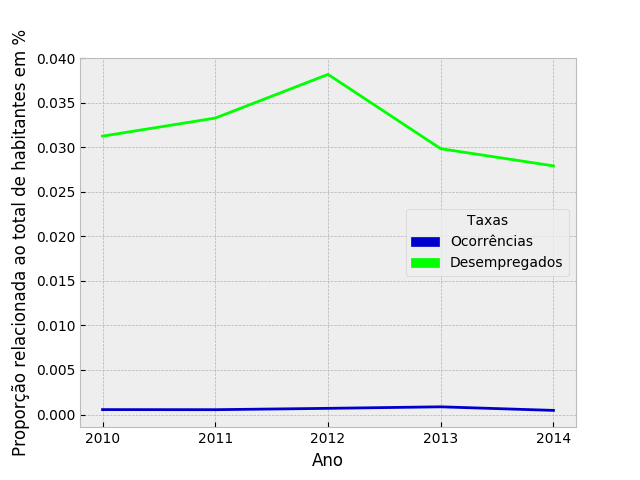 Proporção relacionada ao total de habitantes em %
0.040
0.035
0.030
0.025
0.020
0.015
0.010
0.005
0.000
Taxas
Ocorrências
Desempregados
2010 2011 2012 2013 2014
Ano